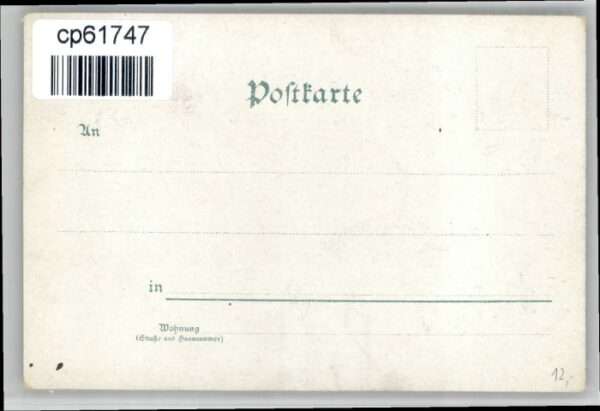 cp61747
Poſtkarte
An
in
Wohnung
(Straße und Hausnummer)
12,-